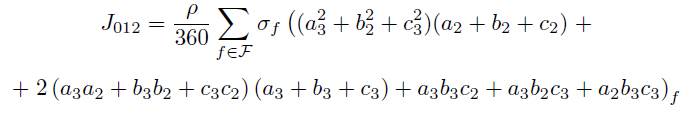 J_{012} = \frac{\rho}{360} \sum_{f \in \mathcal{F}} \sigma_f \left( (a_3^2 + b_2^2 + c_3^2)(a_2 + b_2 + c_2) +
+ 2 (a_3 a_2 + b_3 b_2 + c_3 c_2) (a_3 + b_3 + c_3) + a_3 b_3 c_2 + a_3 b_2 c_3 + a_2 b_3 c_3 \right)_f